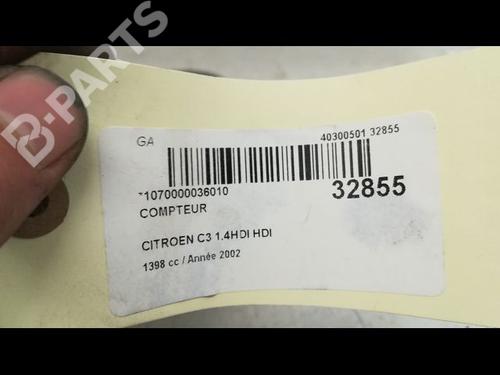 B-PARTS
GA
40300501 32855
*1070000036010
32855
COMPTEUR
CITROEN C3 1.4HDI HDI
1398 cc / Année 2002